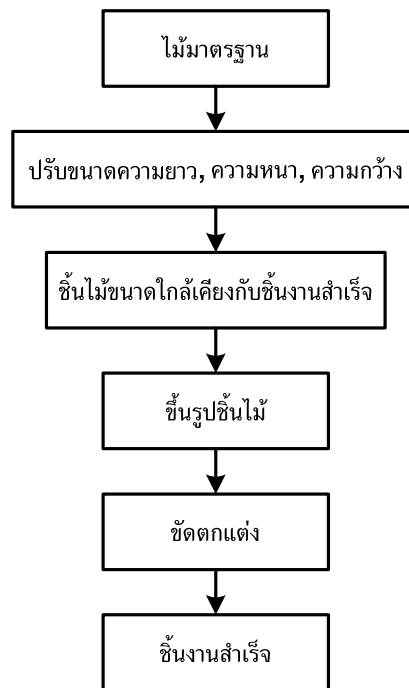 ไม้มาตรฐาน
ปรับขนาดความยาว, ความหนา, ความกว้าง
ชิ้นไม้ขนาดใกล้เคียงกับชิ้นงานสำเร็จ
ขึ้นรูปชิ้นไม้
ขัดตกแต่ง
ชิ้นงานสำเร็จ